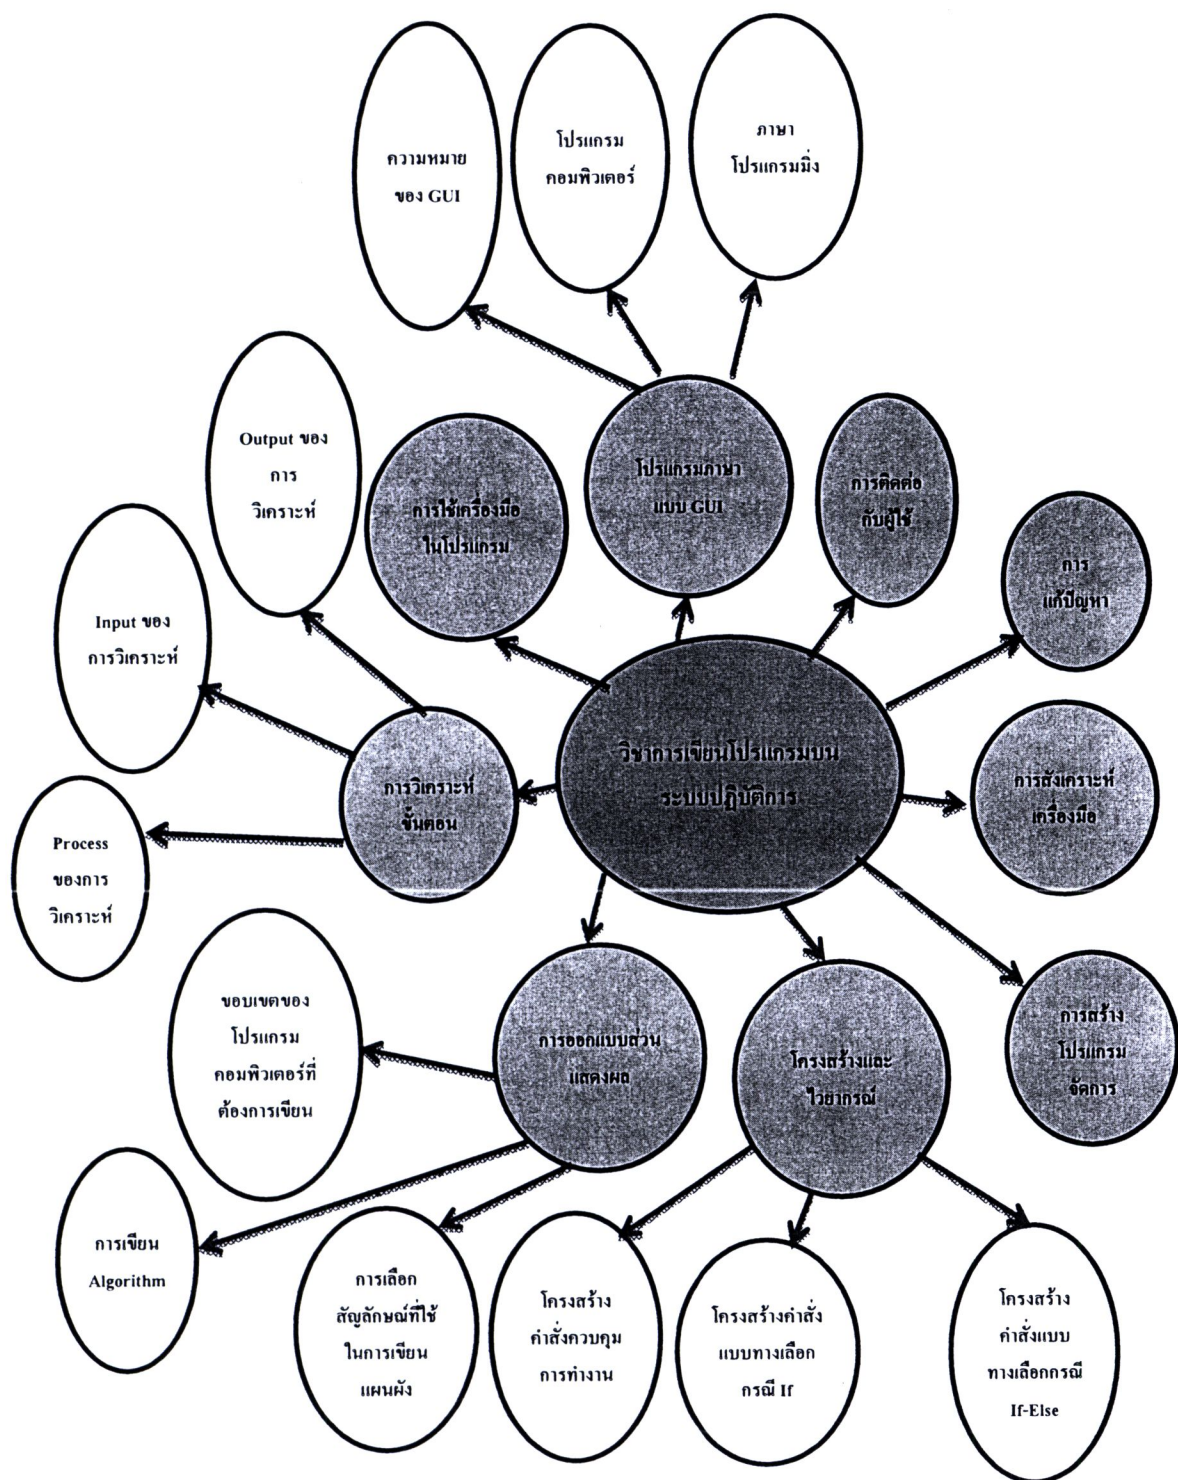 ความหมาย
ของ GUI
โปรแกรม
คอมพิวเตอร์
ภาษา
โปรแกรมมิ่ง
Output ของ
การ
วิเคราะห์
การใช้เครื่องมือ
ในโปรแกรม
โปรแกรมภาษา
แบบ GUI
การติดต่อ
กับผู้ใช้
การ
แก้ปัญหา
Input ของ
การวิเคราะห์
วิชาการเขียนโปรแกรมบน
ระบบปฏิบัติการ
การวิเคราะห์
ขั้นตอน
การสังเคราะห์
เครื่องมือ
Process
ของการ
วิเคราะห์
ขอบเขตของ
โปรแกรม
คอมพิวเตอร์ที่
ต้องการเขียน
การออกแบบส่วน
แสดงผล
โครงสร้างและ
ไวยากรณ์
การสร้าง
โปรแกรม
จัดการ
การเขียน
Algorithm
การเลือก
สัญลักษณ์ที่ใช้
ในการเขียน
แผนผัง
โครงสร้าง
คำสั่งควบคุม
การทำงาน
โครงสร้างคำสั่ง
แบบทางเลือก
กรณี If
โครงสร้าง
คำสั่งแบบ
ทางเลือกกรณี
If-Else